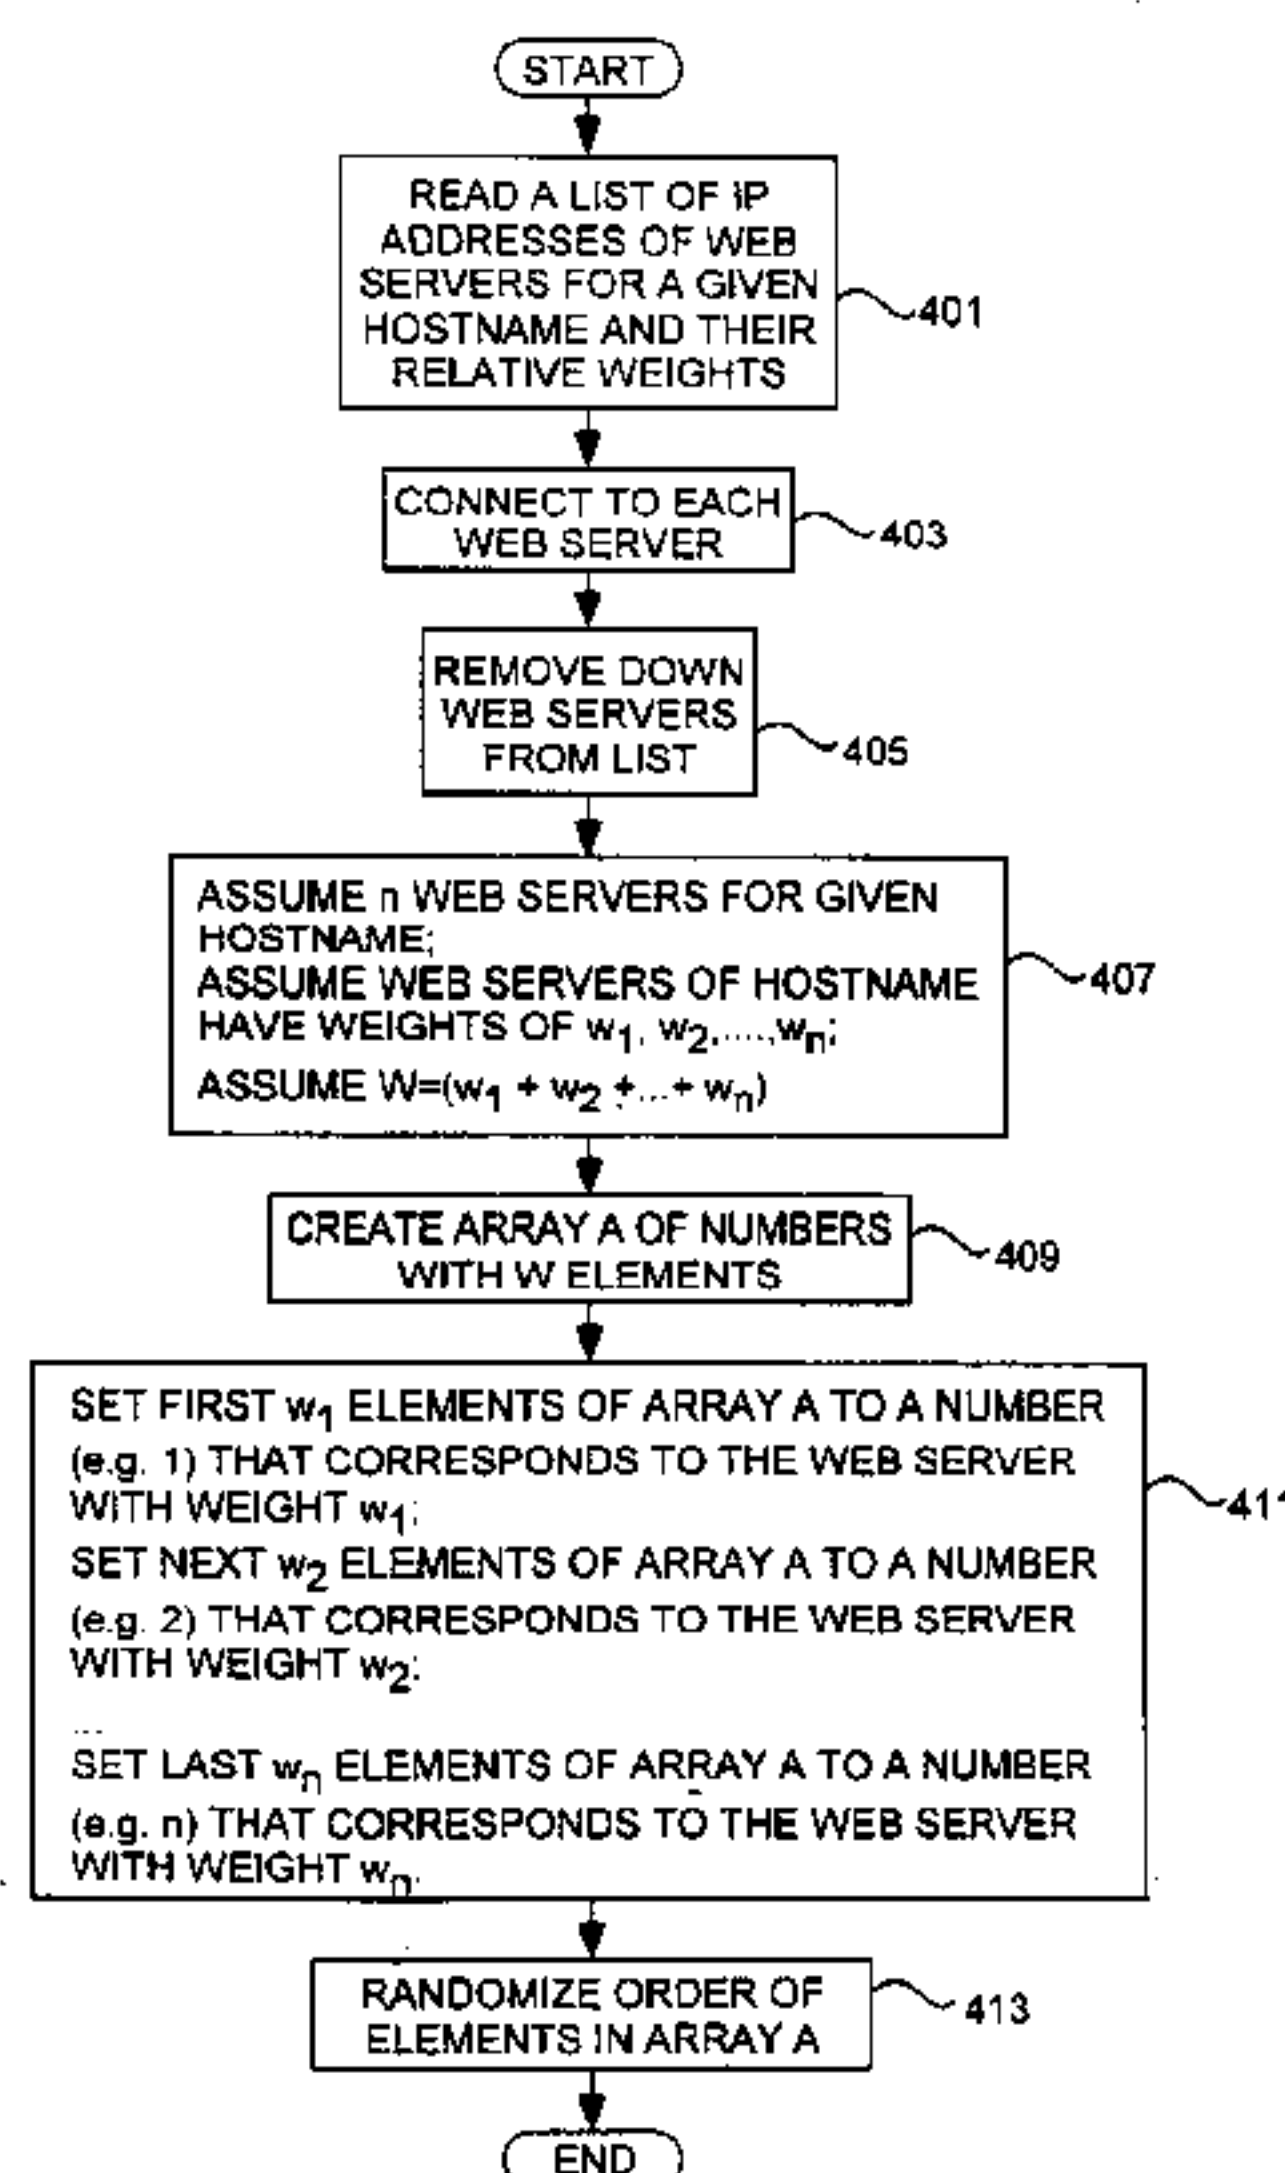 START
READ A LIST OF IP
ADDRESSES OF WEB
SERVERS FOR A GIVEN
HOSTNAME AND THEIR
RELATIVE WEIGHTS
401
CONNECT TO EACH
WEB SERVER
403
REMOVE DOWN
WEB SERVERS
FROM LIST
405
ASSUME n WEB SERVERS FOR GIVEN
HOSTNAME;
ASSUME WEB SERVERS OF HOSTNAME
HAVE WEIGHTS OF w1, w2,....,wn;
ASSUME W=(w1 + w2 +...+ wn)
407
CREATE ARRAY A OF NUMBERS
WITH W ELEMENTS
409
SET FIRST w1 ELEMENTS OF ARRAY A TO A NUMBER
(e.g. 1) THAT CORRESPONDS TO THE WEB SERVER
WITH WEIGHT w1;
SET NEXT w2 ELEMENTS OF ARRAY A TO A NUMBER
(e.g. 2) THAT CORRESPONDS TO THE WEB SERVER
WITH WEIGHT w2;
...
SET LAST wn ELEMENTS OF ARRAY A TO A NUMBER
(e.g. n) THAT CORRESPONDS TO THE WEB SERVER
WITH WEIGHT wn.
411
RANDOMIZE ORDER OF
ELEMENTS IN ARRAY A
413
END